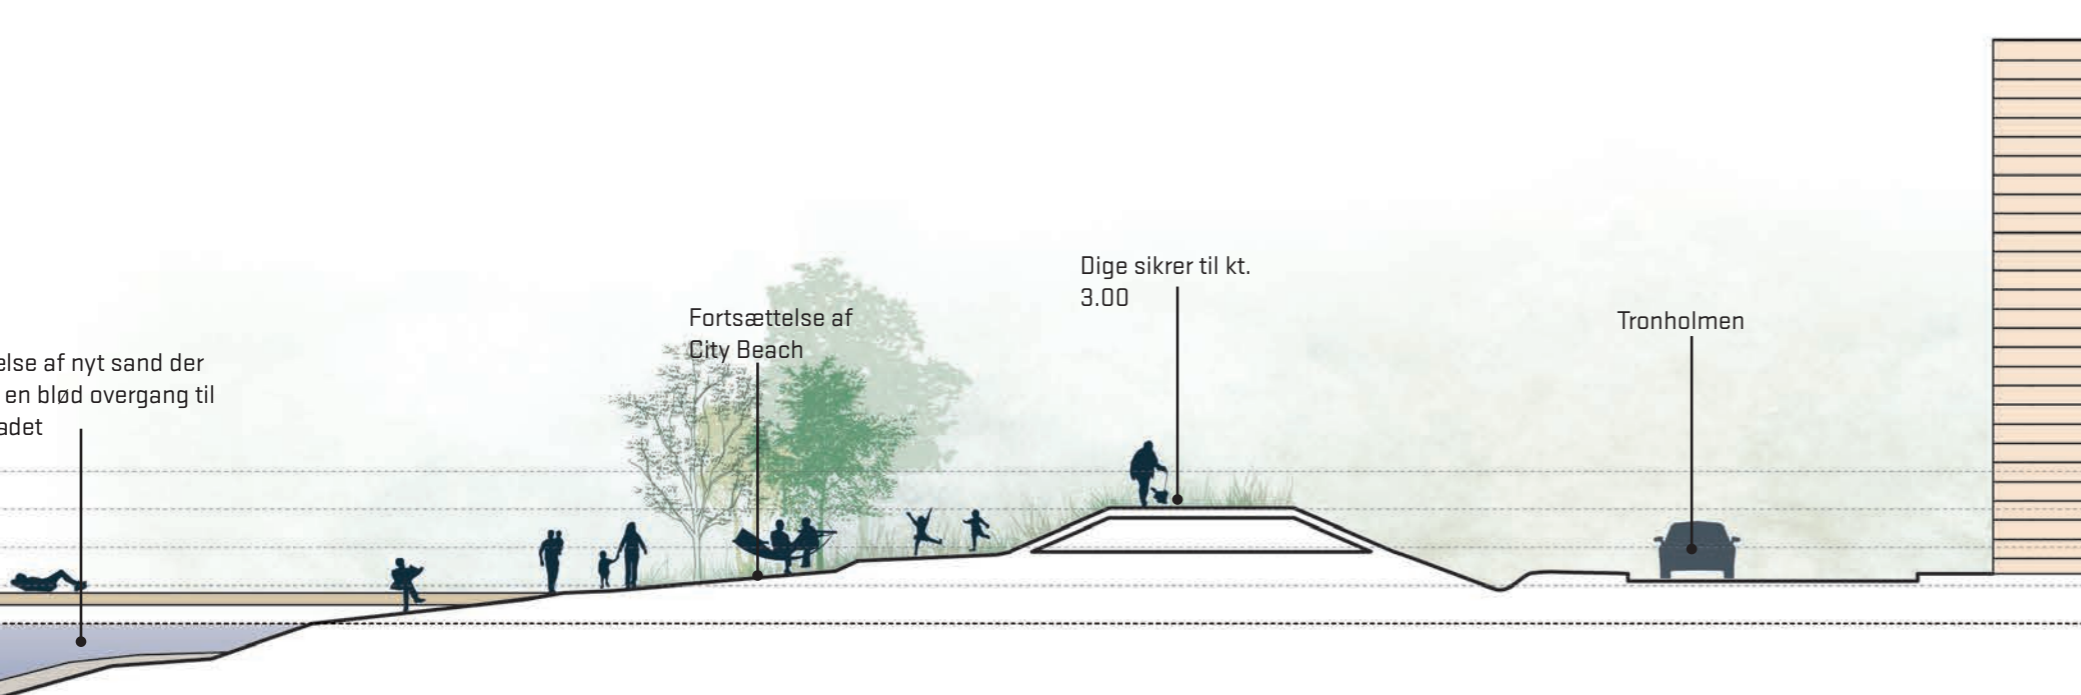 else af nyt sand der
en blød overgang til
adet
Fortsættelse af
City Beach
Dige sikrer til kt.
3.00
Tronholmen